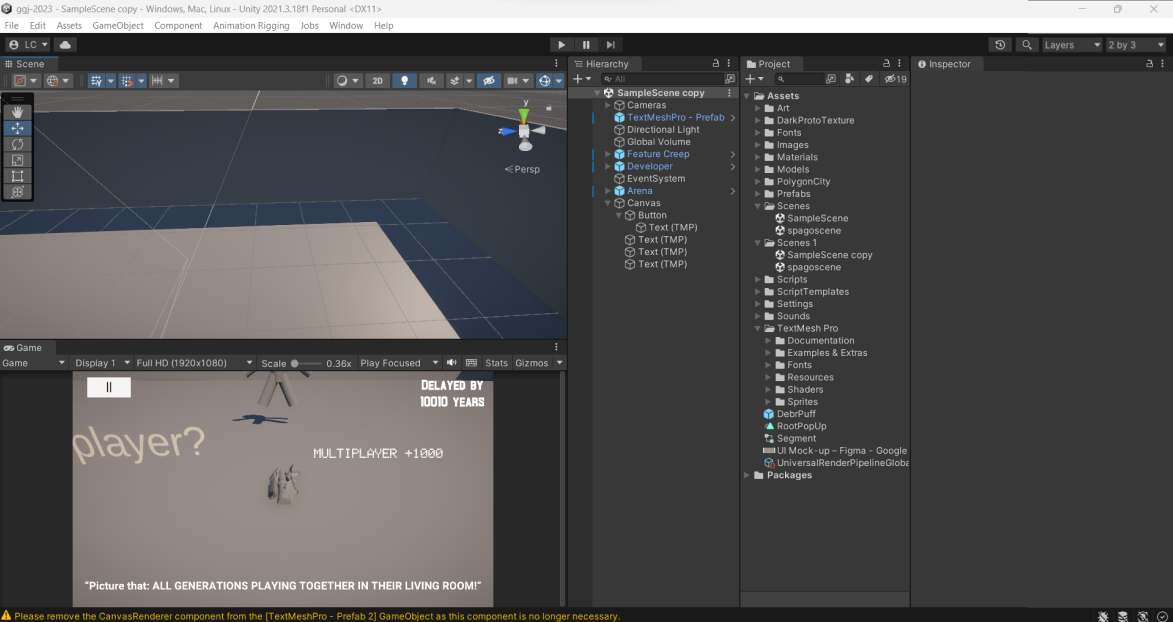 ggj-2023 - SampleScene copy - Windows, Mac, Linux - Unity 2021.3.18f1 Personal <DX11>
File Edit Assets GameObject Component Animation Rigging Jobs Window Help
LC
Layers
2 by 3
Scene
2D
y
z
Persp
Game
Game
Display 1
Full HD (1920x1080)
Scale
0.36x
Play Focused
Stats
Gizmos
DELAYED BY
10010 YEARS
player?
MULTIPLAYER +1000
“Picture that: ALL GENERATIONS PLAYING TOGETHER IN THEIR LIVING ROOM!”
Hierarchy
All
SampleScene copy
Cameras
TextMeshPro - Prefab
Directional Light
Global Volume
Feature Creep
Developer
EventSystem
Arena
Canvas
Button
Text (TMP)
Text (TMP)
Text (TMP)
Text (TMP)
Project
19
Assets
Art
DarkProtoTexture
Fonts
Images
Materials
Models
PolygonCity
Prefabs
Scenes
SampleScene
spagoscene
Scenes 1
SampleScene copy
spagoscene
Scripts
ScriptTemplates
Settings
Sounds
TextMesh Pro
Documentation
Examples & Extras
Fonts
Resources
Shaders
Sprites
DebrPuff
RootPopUp
Segment
UI Mock-up – Figma - Google
UniversalRenderPipelineGloba
Packages
Inspector
Please remove the CanvasRenderer component from the [TextMeshPro - Prefab 2] GameObject as this component is no longer necessary.